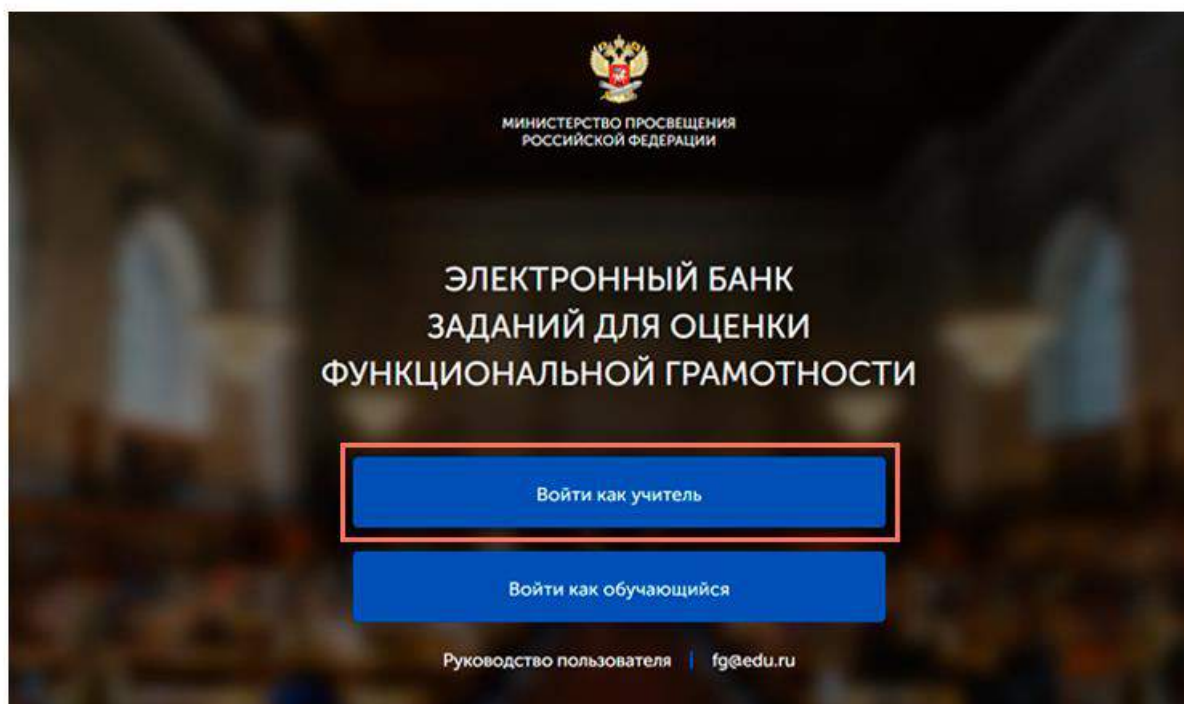 МИНИСТЕРСТВО ПРОСВЕЩЕНИЯ
РОССИЙСКОЙ ФЕДЕРАЦИИ
ЭЛЕКТРОННЫЙ БАНК
ЗАДАНИЙ ДЛЯ ОЦЕНКИ
ФУНКЦИОНАЛЬНОЙ ГРАМОТНОСТИ
Войти как учитель
Войти как обучающийся
Руководство пользователя | fg@edu.ru